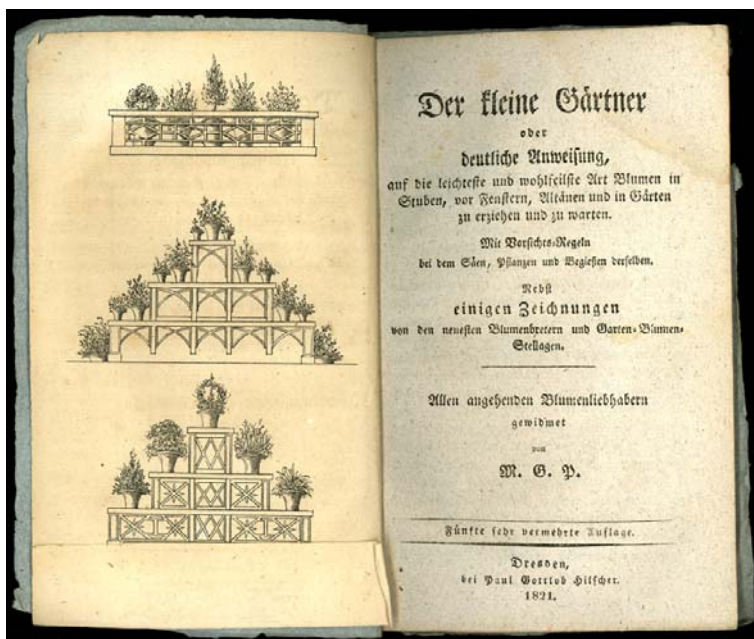 Der kleine Gärtner
oder
deutliche Anweisung,
auf die leichteste und wohlfeilste Art Blumen in
Stuben, vor Fenstern, Altänen und in Gärten
zu erziehen und zu warten.
Mit Vorsichts-Regeln
bei dem Säen, Pflanzen und Begießen derselben.
Nebst
einigen Zeichnungen
von den neuesten Blumenbretern und Garten-Blumen-
Stellagen.
Allen angehenden Blumenliebhabern
gewidmet
von
M. G. P.
Fünfte sehr vermehrte Auflage.
Dresden,
bei Paul Gottlob Hilscher.
1821.